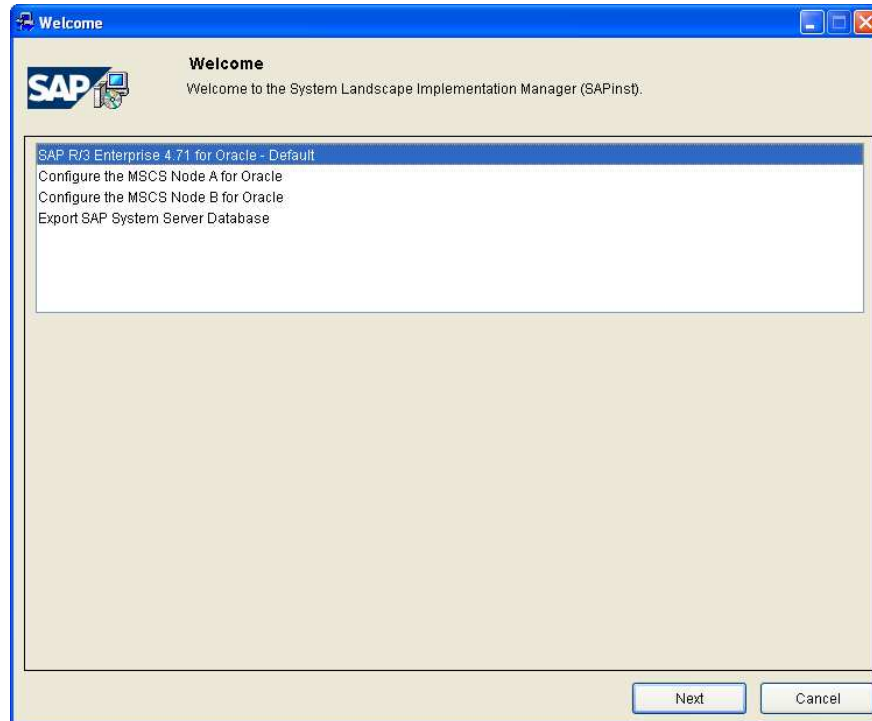 Welcome
SAP
Welcome
Welcome to the System Landscape Implementation Manager (SAPinst).
SAP R/3 Enterprise 4.71 for Oracle - Default
Configure the MSCS Node A for Oracle
Configure the MSCS Node B for Oracle
Export SAP System Server Database
Next
Cancel